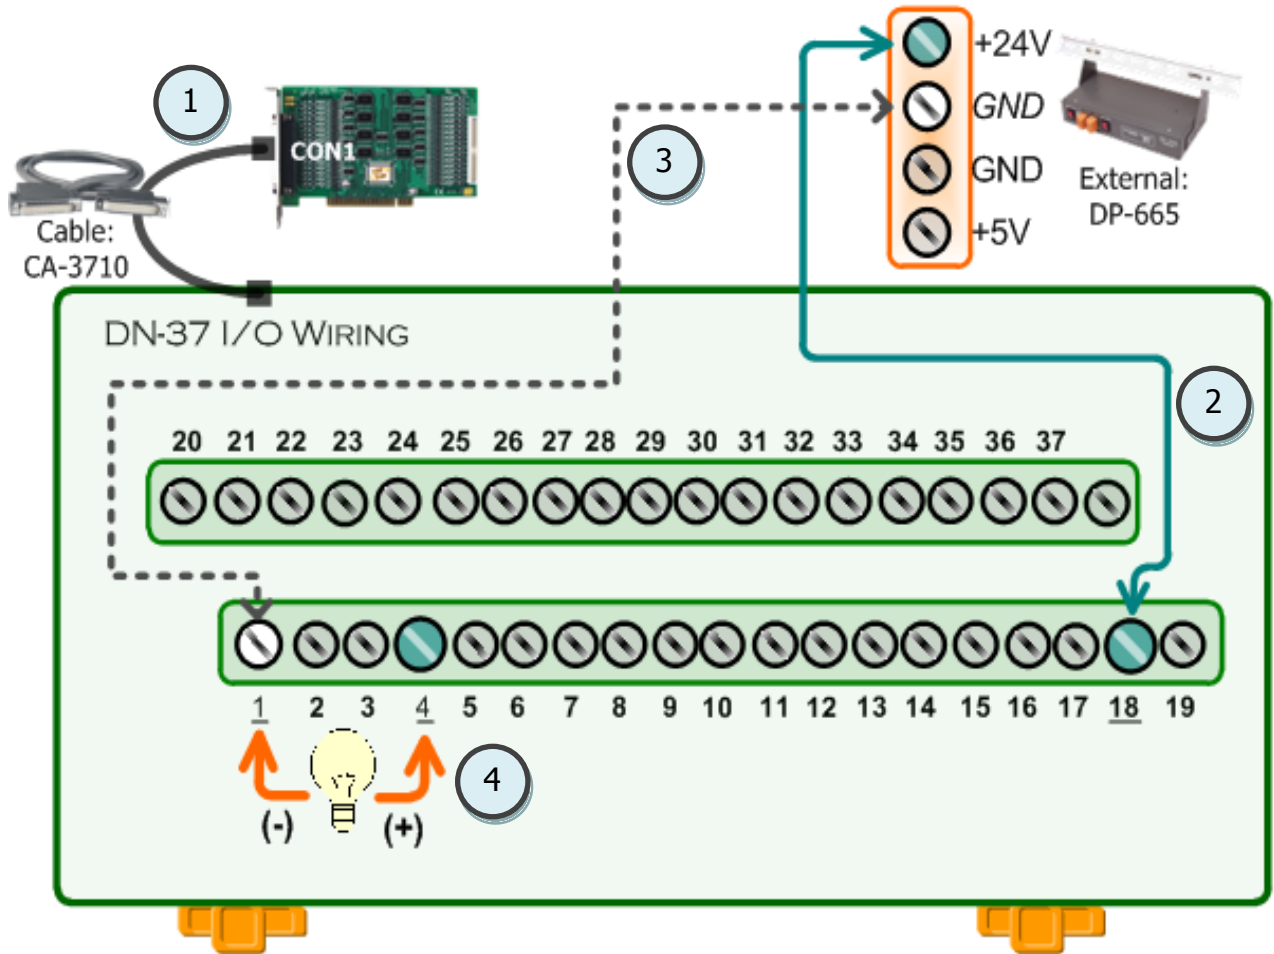 1
CON1
Cable:
CA-3710
3
+24V
GND
GND
+5V
External:
DP-665
DN-37 I/O WIRING
2
20 21 22 23 24 25 26 27 28 29 30 31 32 33 34 35 36 37
1 2 3 4 5 6 7 8 9 10 11 12 13 14 15 16 17 18 19
(-) (+)
4